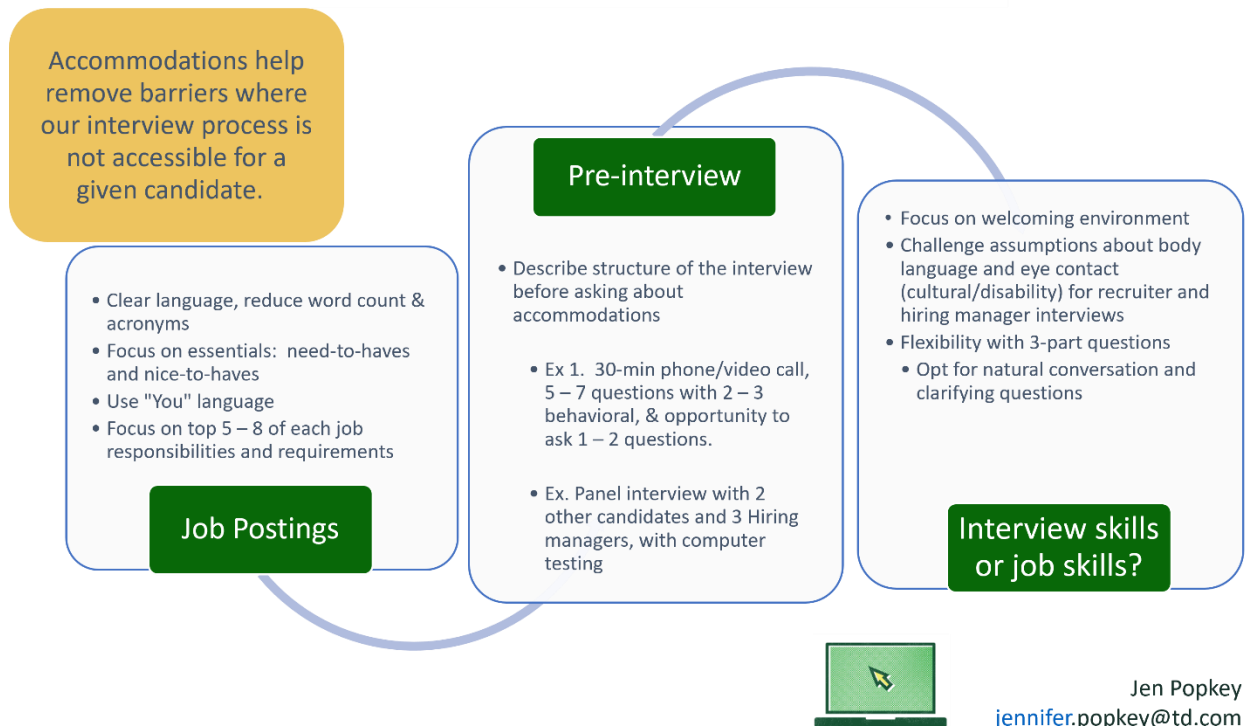 Accommodations help
remove barriers where
our interview process is
not accessible for a
given candidate.
• Clear language, reduce word count &
acronyms
• Focus on essentials: need-to-haves
and nice-to-haves
• Use "You" language
• Focus on top 5 – 8 of each job
responsibilities and requirements
Job Postings
Pre-interview
• Describe structure of the interview
before asking about
accommodations
• Ex 1. 30-min phone/video call,
5 – 7 questions with 2 – 3
behavioral, & opportunity to
ask 1 – 2 questions.
• Ex. Panel interview with 2
other candidates and 3 Hiring
managers, with computer
testing
• Focus on welcoming environment
• Challenge assumptions about body
language and eye contact
(cultural/disability) for recruiter and
hiring manager interviews
• Flexibility with 3-part questions
• Opt for natural conversation and
clarifying questions
Interview skills
or job skills?
Jen Popkey
jennifer.popkey@td.com